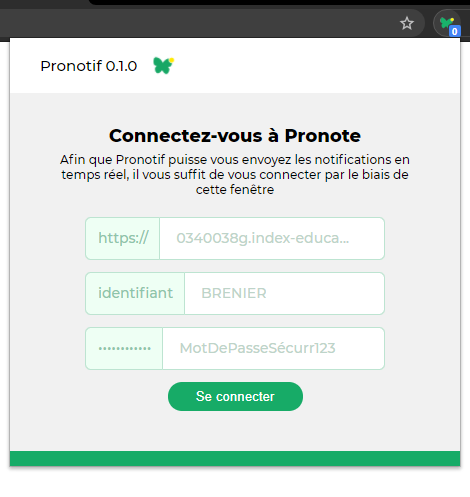 0
Pronotif 0.1.0
Connectez-vous à Pronote
Afin que Pronotif puisse vous envoyez les notifications en
temps réel, il vous suffit de vous connecter par le biais de
cette fenêtre
https:// 0340038g.index-educa...
identifiant BRENIER
•••••••••••• MotDePasseSécurr123
Se connecter